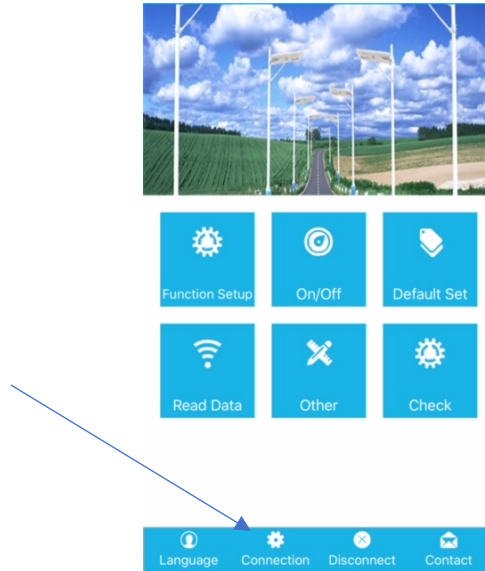 Function Setup
On/Off
Default Set
Read Data
Other
Check
Language
Connection
Disconnect
Contact